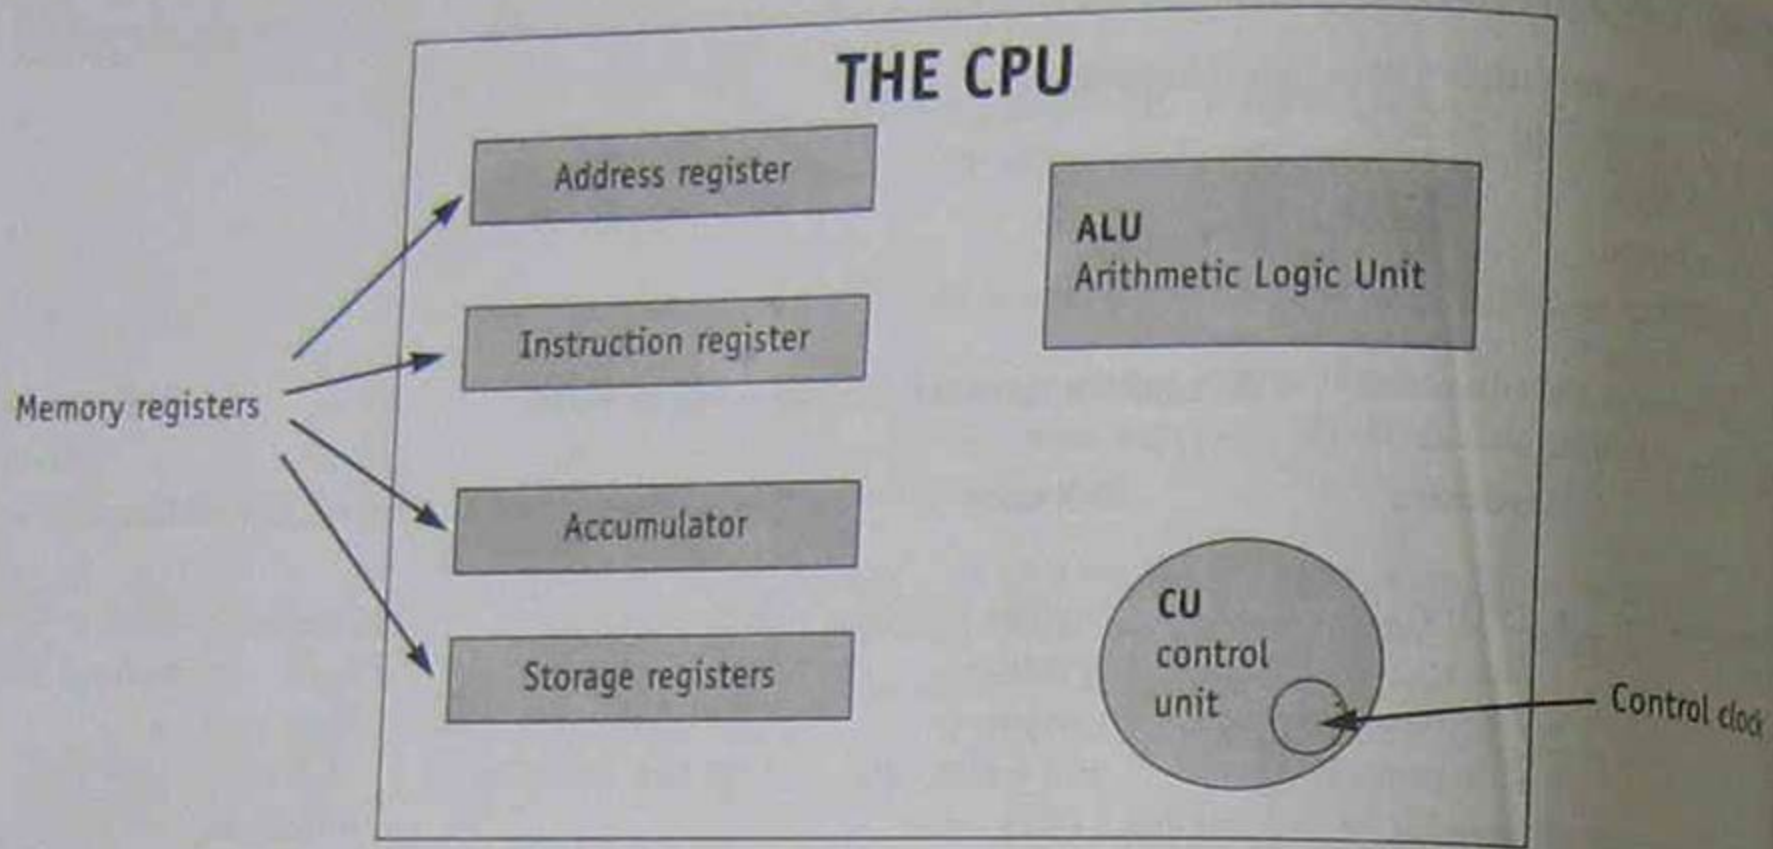 THE CPU
Address register
ALU
Arithmetic Logic Unit
Instruction register
Memory registers
Accumulator
CU
control
unit
Storage registers
Control clock